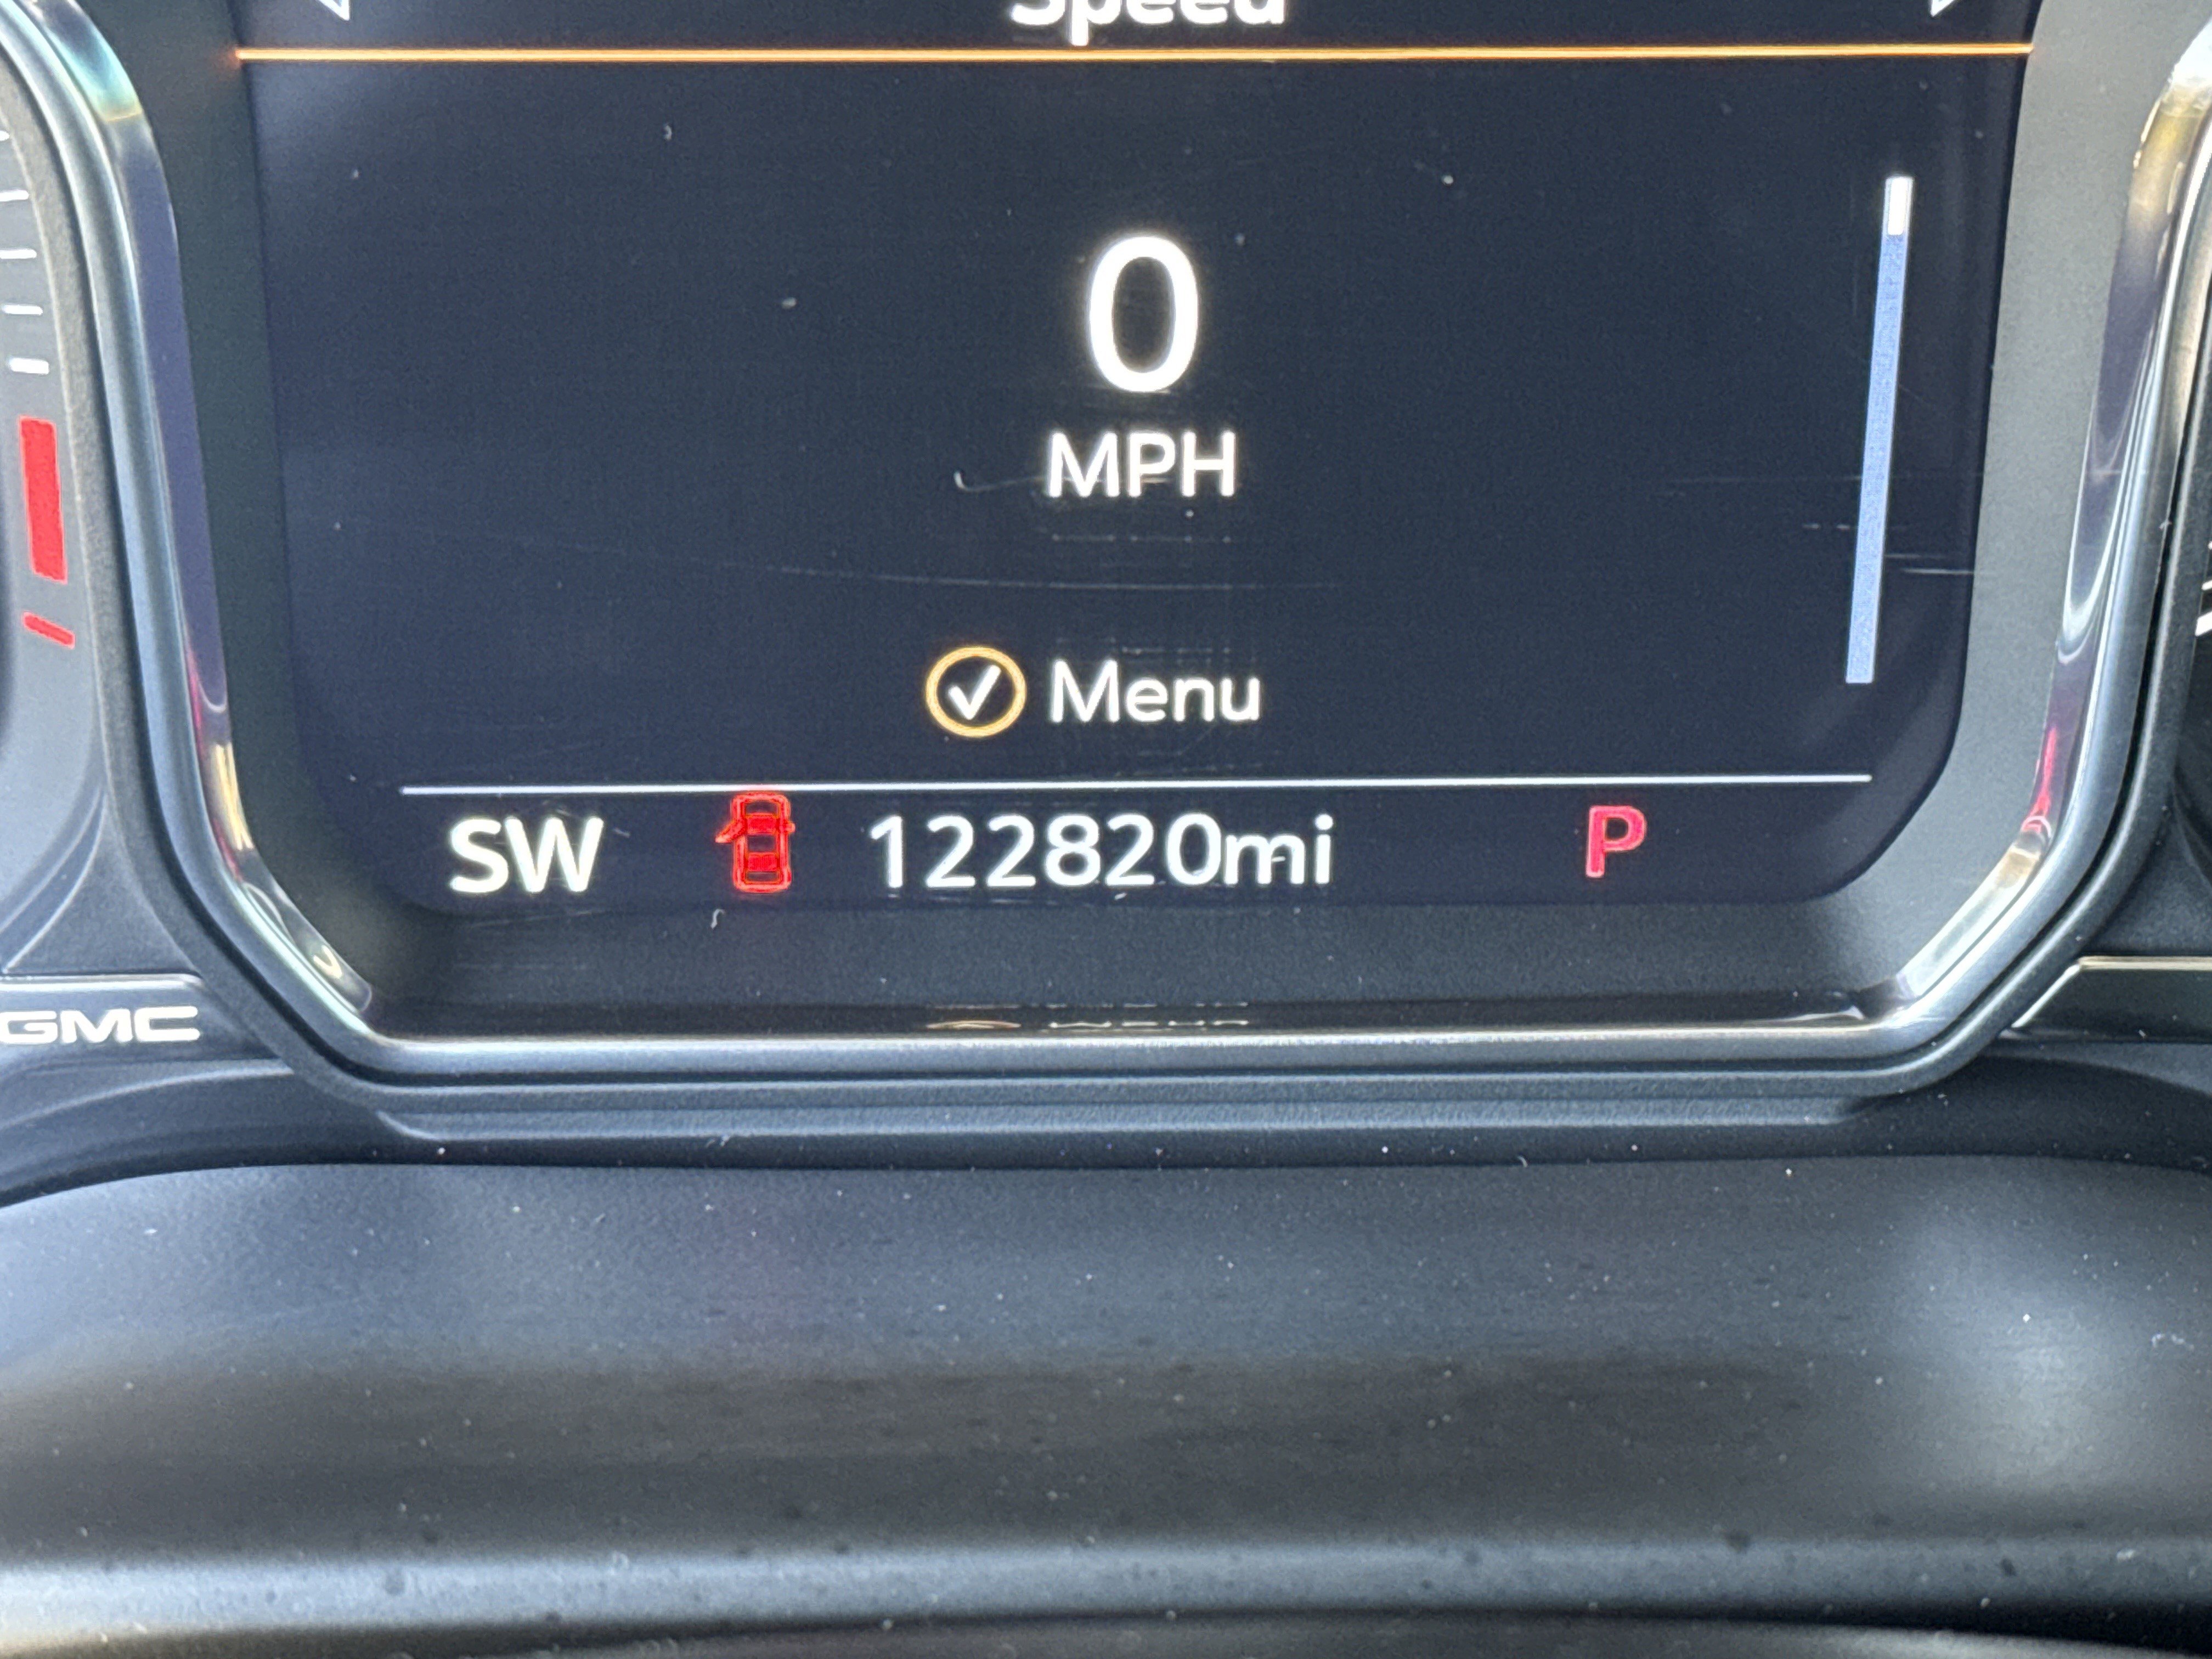 Speed
0
MPH
Menu
SW 122820mi P
GMC